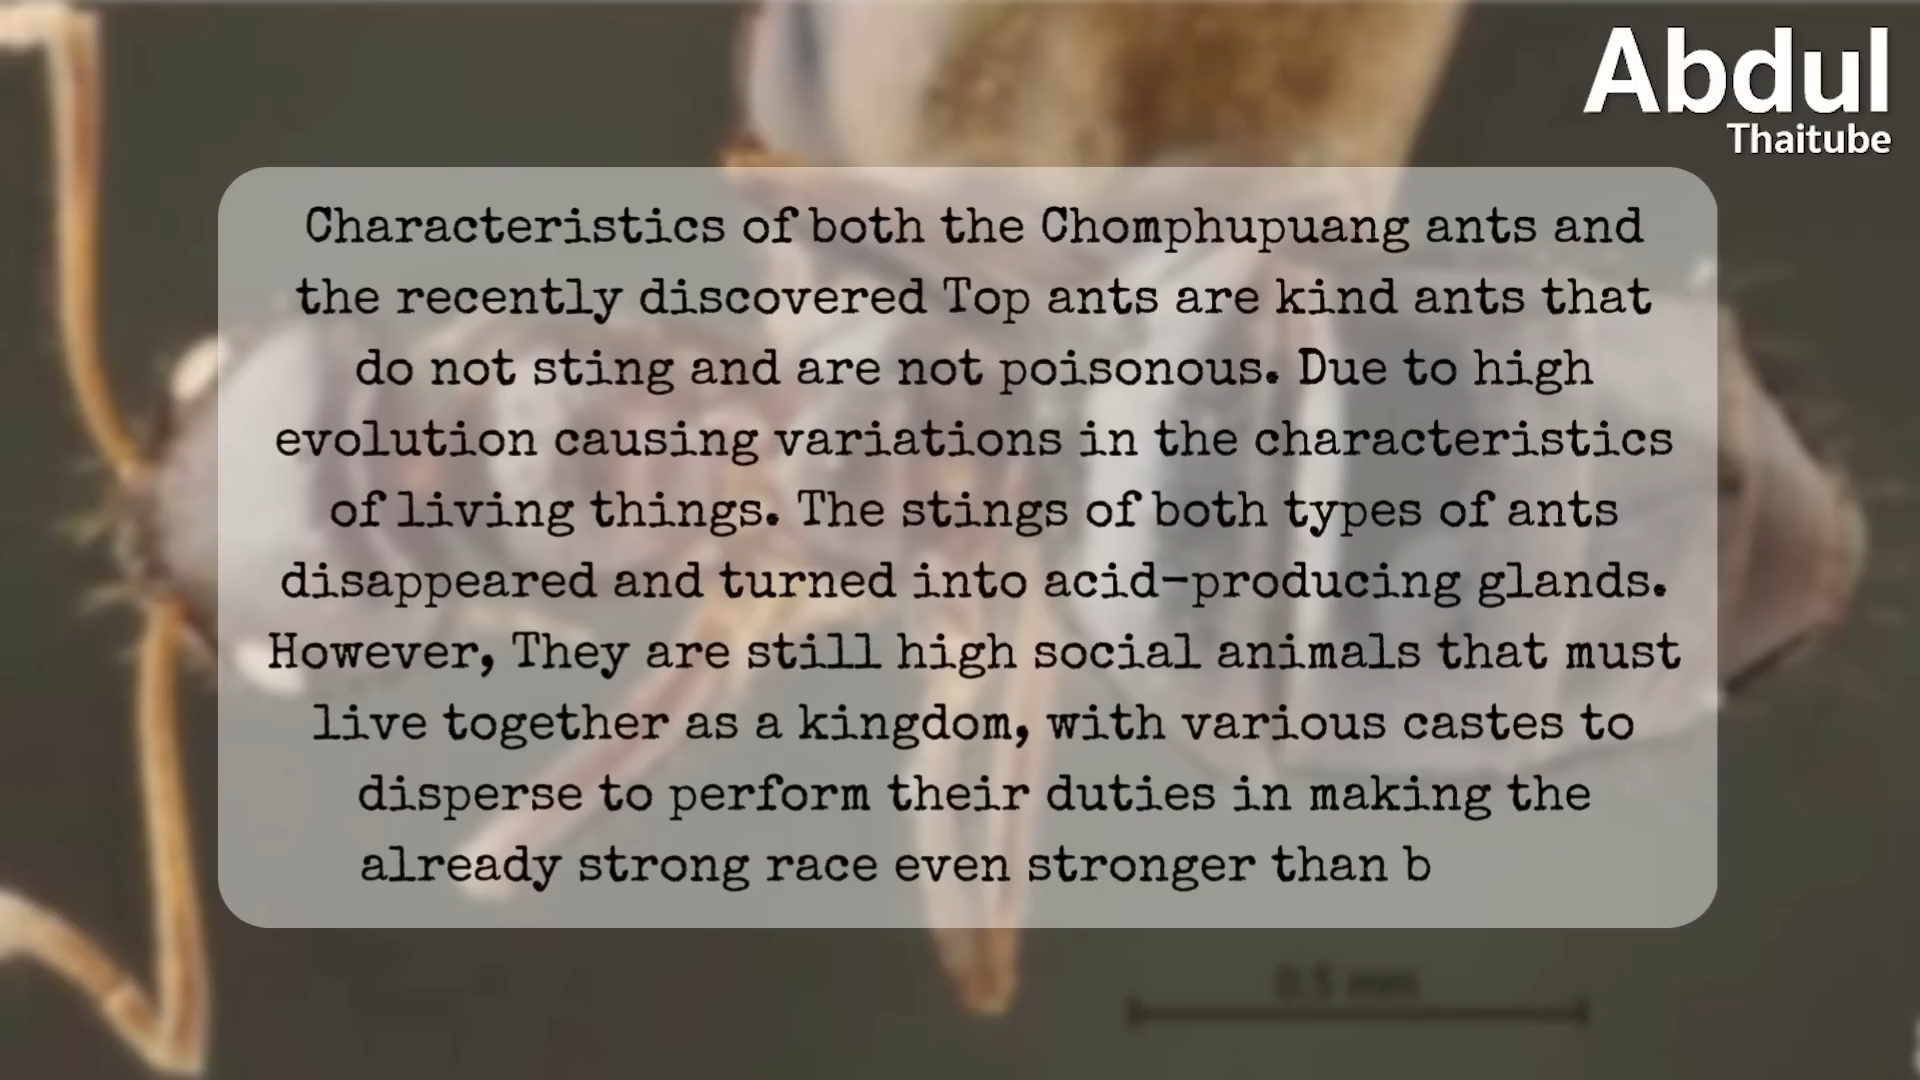 Abdul
Thaitube
Characteristics of both the Chomphupuang ants and
the recently discovered Top ants are kind ants that
do not sting and are not poisonous. Due to high
evolution causing variations in the characteristics
of living things. The stings of both types of ants
disappeared and turned into acid-producing glands.
However, They are still high social animals that must
live together as a kingdom, with various castes to
disperse to perform their duties in making the
already strong race even stronger than b
0.5 mm